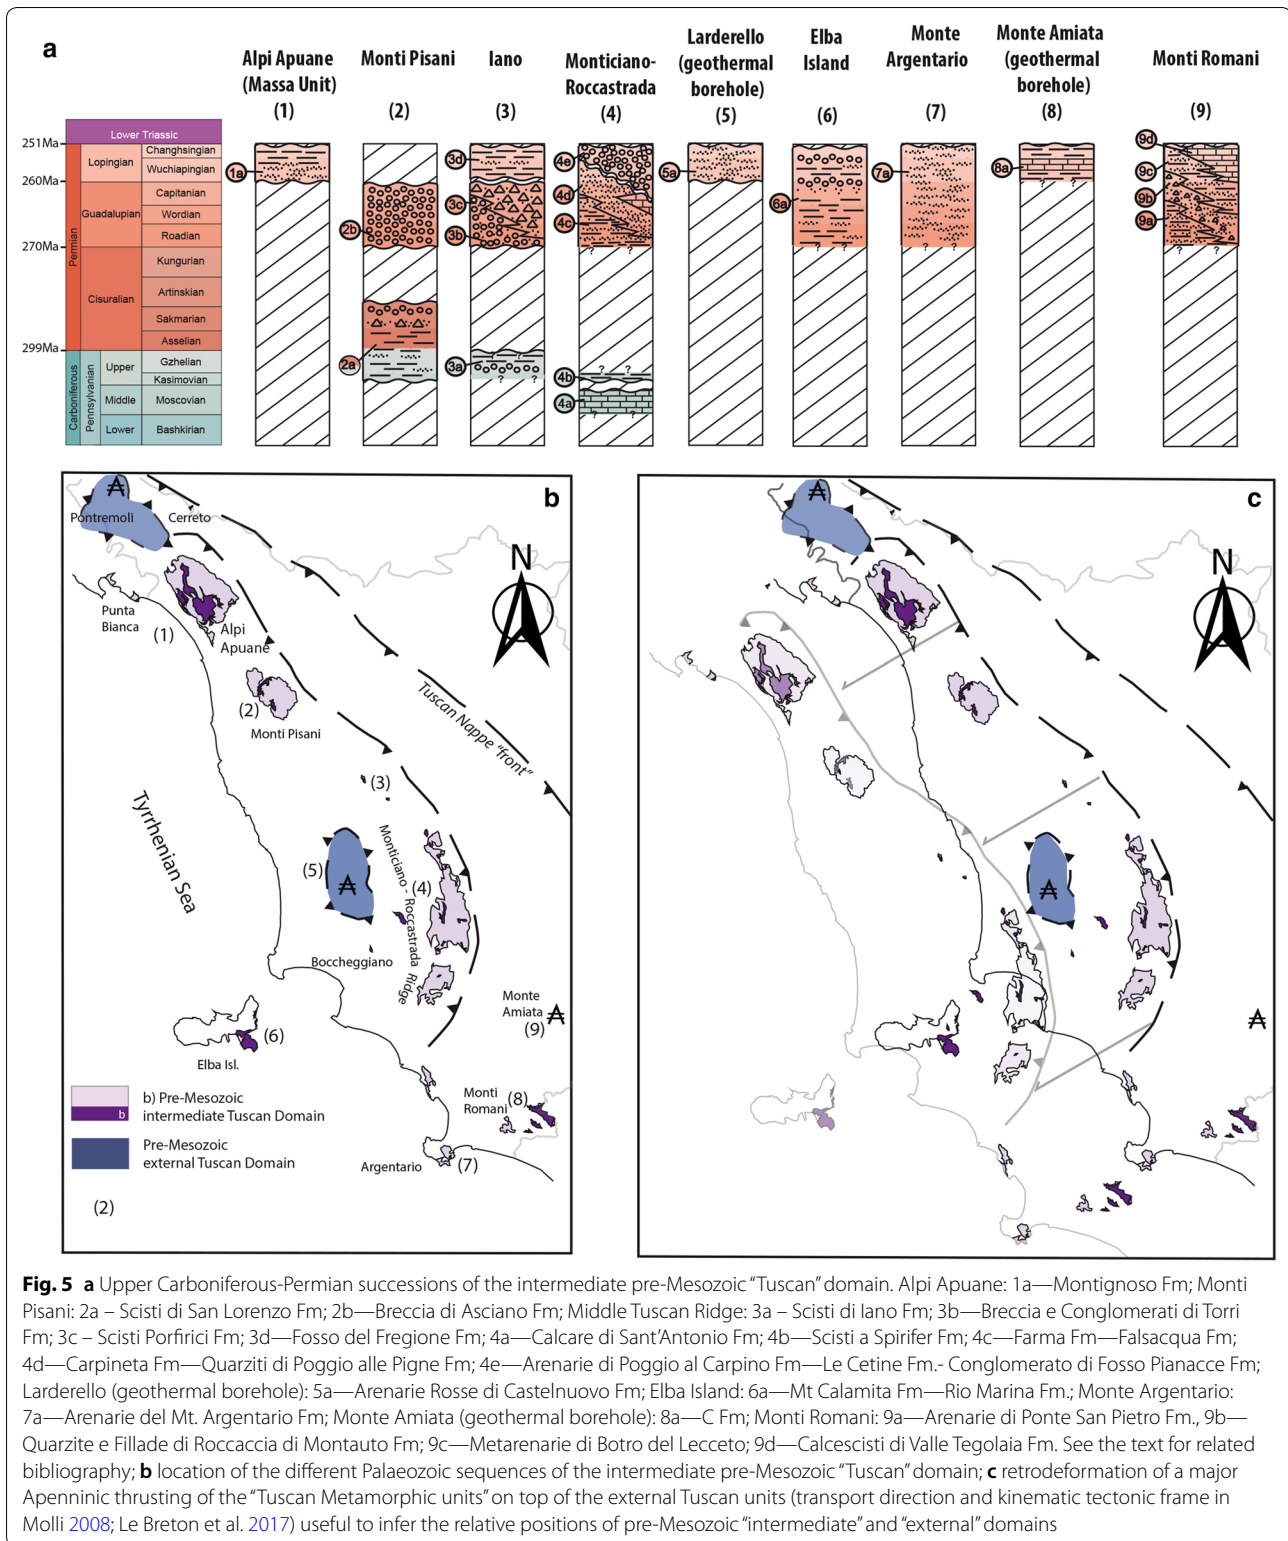 a
Alpi Apuane
(Massa Unit)
(1)
Monti Pisani
(2)
Iano
(3)
Monticiano-
Roccastrada
(4)
Larderello
(geothermal
borehole)
(5)
Elba
Island
(6)
Monte
Argentario
(7)
Monte Amiata
(geothermal
borehole)
(8)
Monti Romani
(9)
Lower Triassic
251Ma
260Ma
270Ma
299Ma
Permian
Lopingian
Changhsingian
Wuchiapingian
Guadalupian
Capitanian
Wordian
Roadian
Cisuralian
Kungurian
Artinskian
Sakmarian
Asselian
Carboniferous
Pennsylvanian
Upper
Gzhelian
Kasimovian
Middle
Moscovian
Lower
Bashkirian
1a
2b
2a
3d
3c
3b
3a
? ?
4e
4d
4c
? ?
? ?
4b
4a
? ?
5a
6a
? ?
7a
? ?
8a
? ?
9d
9c
9b
9a
? ?
b
Pontremoli
Cerreto
N
Punta
Bianca
(1)
Alpi
Apuane
(2)
Monti Pisani
Tuscan Nappe "front"
(3)
Tyrrhenian Sea
Monticiano - Roccastrada Ridge
(5)
(4)
Boccheggiano
Monte
Amiata
(9)
(6)
Elba Isl.
Monti
Romani
(8)
Argentario
(7)
b) Pre-Mesozoic
intermediate Tuscan Domain
b
Pre-Mesozoic
external Tuscan Domain
(2)
c
N
Fig. 5 a Upper Carboniferous-Permian successions of the intermediate pre-Mesozoic “Tuscan” domain. Alpi Apuane: 1a—Montignoso Fm; Monti
Pisani: 2a – Scisti di San Lorenzo Fm; 2b—Breccia di Asciano Fm; Middle Tuscan Ridge: 3a – Scisti di Iano Fm; 3b—Breccia e Conglomerati di Torri
Fm; 3c – Scisti Porfirici Fm; 3d—Fosso del Fregione Fm; 4a—Calcare di Sant’Antonio Fm; 4b—Scisti a Spirifer Fm; 4c—Farma Fm—Falsacqua Fm;
4d—Carpineta Fm—Quarziti di Poggio alle Pigne Fm; 4e—Arenarie di Poggio al Carpino Fm—Le Cetine Fm.- Conglomerato di Fosso Pianacce Fm;
Larderello (geothermal borehole): 5a—Arenarie Rosse di Castelnuovo Fm; Elba Island: 6a—Mt Calamita Fm—Rio Marina Fm.; Monte Argentario:
7a—Arenarie del Mt. Argentario Fm; Monte Amiata (geothermal borehole): 8a—C Fm; Monti Romani: 9a—Arenarie di Ponte San Pietro Fm., 9b—
Quarzite e Fillade di Roccaccia di Montauto Fm; 9c—Metarenarie di Botro del Lecceto; 9d—Calcescisti di Valle Tegolaia Fm. See the text for related
bibliography; b location of the different Palaeozoic sequences of the intermediate pre-Mesozoic “Tuscan” domain; c retrodeformation of a major
Apenninic thrusting of the “Tuscan Metamorphic units” on top of the external Tuscan units (transport direction and kinematic tectonic frame in
Molli 2008; Le Breton et al. 2017) useful to infer the relative positions of pre-Mesozoic “intermediate” and “external” domains